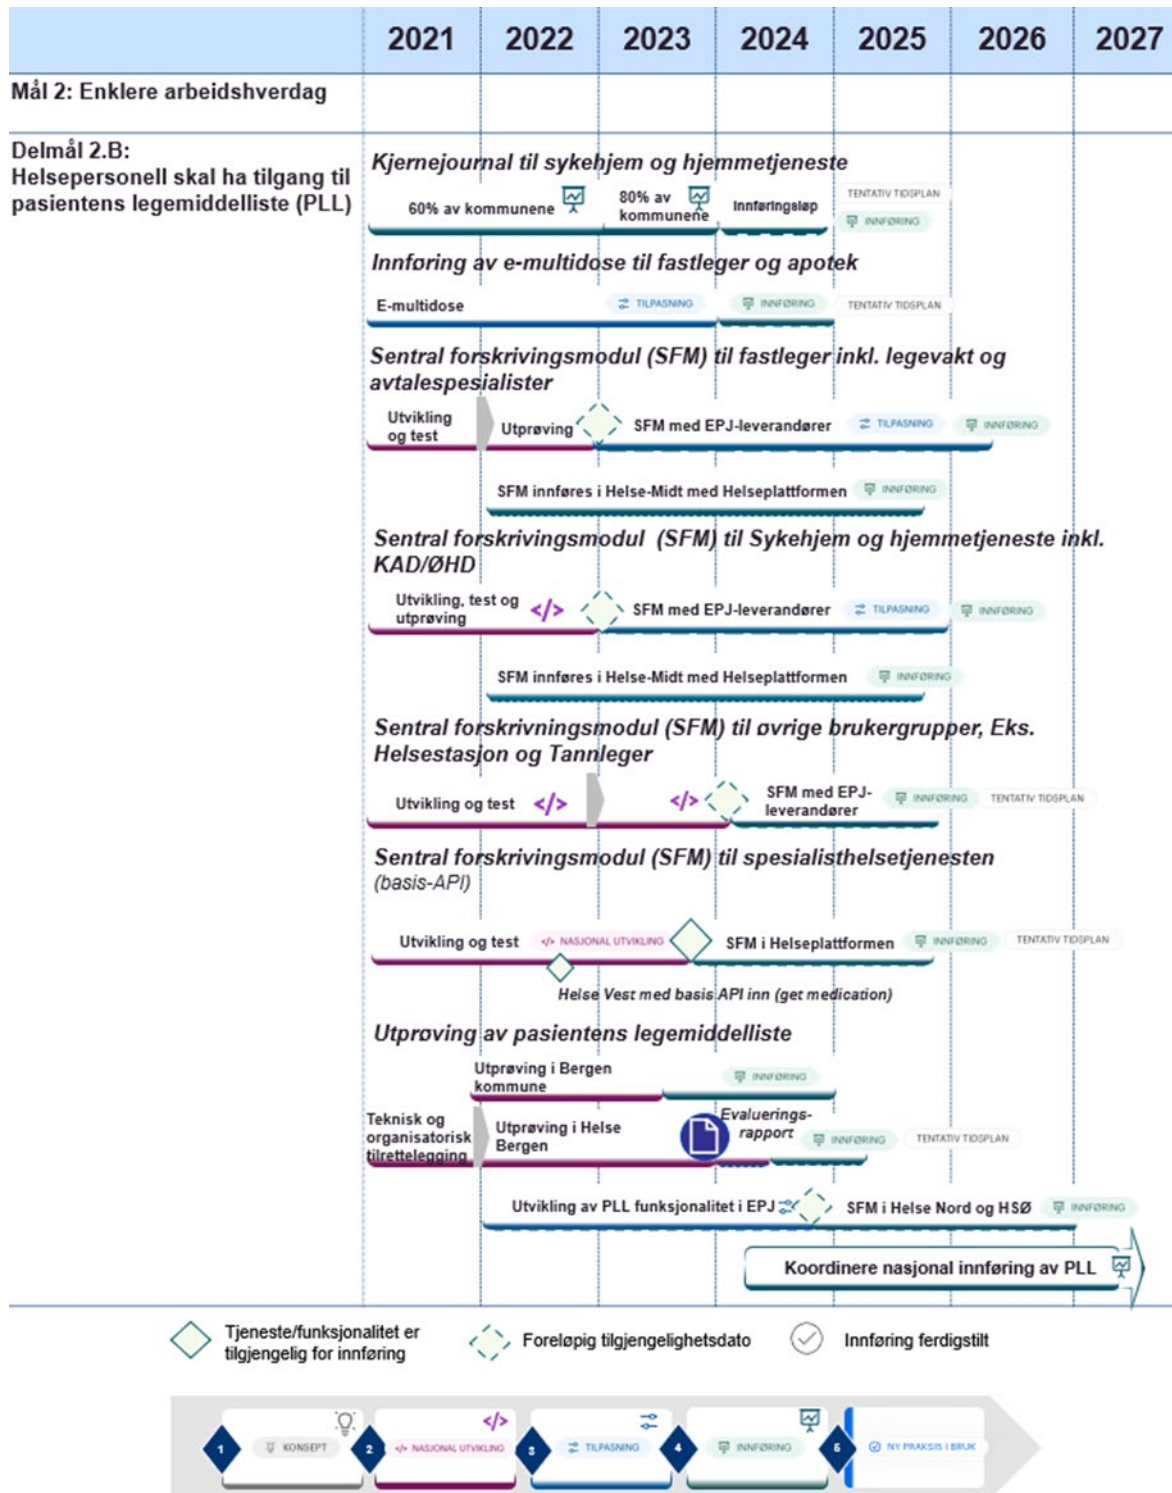 2021 2022 2023 2024 2025 2026 2027
Mål 2: Enklere arbeidshverdag
Delmål 2.B:
Helsepersonell skal ha tilgang til
pasientens legemiddelliste (PLL)
Kjernejournal til sykehjem og hjemmetjeneste
60% av kommunene
80% av
kommunene
Innføringsløp
TENTATIV TIDSPLAN
INNFØRING
Innføring av e-multidose til fastleger og apotek
E-multidose
TILPASNING
INNFØRING
TENTATIV TIDSPLAN
Sentral forskrivingsmodul (SFM) til fastleger inkl. legevakt og
avtalespesialister
Utvikling
og test
Utprøving
SFM med EPJ-leverandører
TILPASNING
INNFØRING
SFM innføres i Helse-Midt med Helseplattformen
INNFØRING
Sentral forskrivingsmodul (SFM) til Sykehjem og hjemmetjeneste inkl.
KAD/ØHD
Utvikling, test og
utprøving
</>
SFM med EPJ-leverandører
TILPASNING
INNFØRING
SFM innføres i Helse-Midt med Helseplattformen
INNFØRING
Sentral forskrivningsmodul (SFM) til øvrige brukergrupper, Eks.
Helsestasjon og Tannleger
Utvikling og test
</>
</>
SFM med EPJ-
leverandører
INNFØRING
TENTATIV TIDSPLAN
Sentral forskrivingsmodul (SFM) til spesialisthelsetjenesten
(basis-API)
Utvikling og test
</> NASJONAL UTVIKLING
SFM i Helseplattformen
INNFØRING
TENTATIV TIDSPLAN
Helse Vest med basis API inn (get medication)
Utprøving av pasientens legemiddelliste
Utprøving i Bergen
kommune
INNFØRING
Teknisk og
organisatorisk
tilrettelegging
Utprøving i Helse
Bergen
Evaluerings-
rapport
INNFØRING
TENTATIV TIDSPLAN
Utvikling av PLL funksjonalitet i EPJ
SFM i Helse Nord og HSØ
INNFØRING
Koordinere nasjonal innføring av PLL
Tjeneste/funksjonalitet er
tilgjengelig for innføring
Foreløpig tilgjengelighetsdato
Innføring ferdigstilt
1
KONSEPT
2
</>
</> NASJONAL UTVIKLING
3
TILPASNING
4
INNFØRING
5
NY PRAKSIS I BRUK